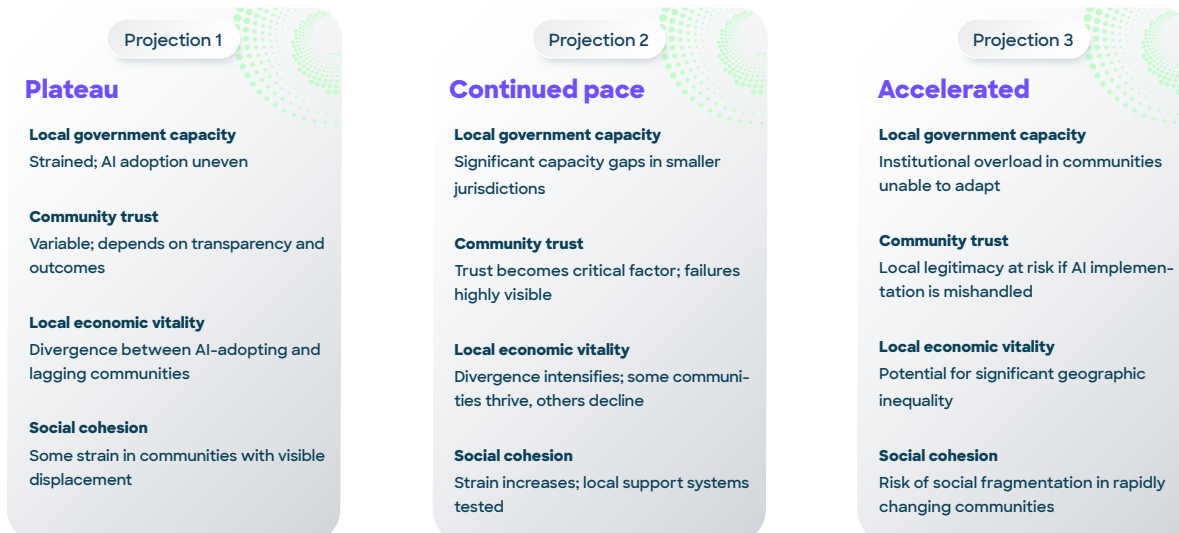 Projection 1
Plateau
Local government capacity
Strained; AI adoption uneven
Community trust
Variable; depends on transparency and
outcomes
Local economic vitality
Divergence between AI-adopting and
lagging communities
Social cohesion
Some strain in communities with visible
displacement
Projection 2
Continued pace
Local government capacity
Significant capacity gaps in smaller
jurisdictions
Community trust
Trust becomes critical factor; failures
highly visible
Local economic vitality
Divergence intensifies; some communi-
ties thrive, others decline
Social cohesion
Strain increases; local support systems
tested
Projection 3
Accelerated
Local government capacity
Institutional overload in communities
unable to adapt
Community trust
Local legitimacy at risk if AI implemen-
tation is mishandled
Local economic vitality
Potential for significant geographic
inequality
Social cohesion
Risk of social fragmentation in rapidly
changing communities